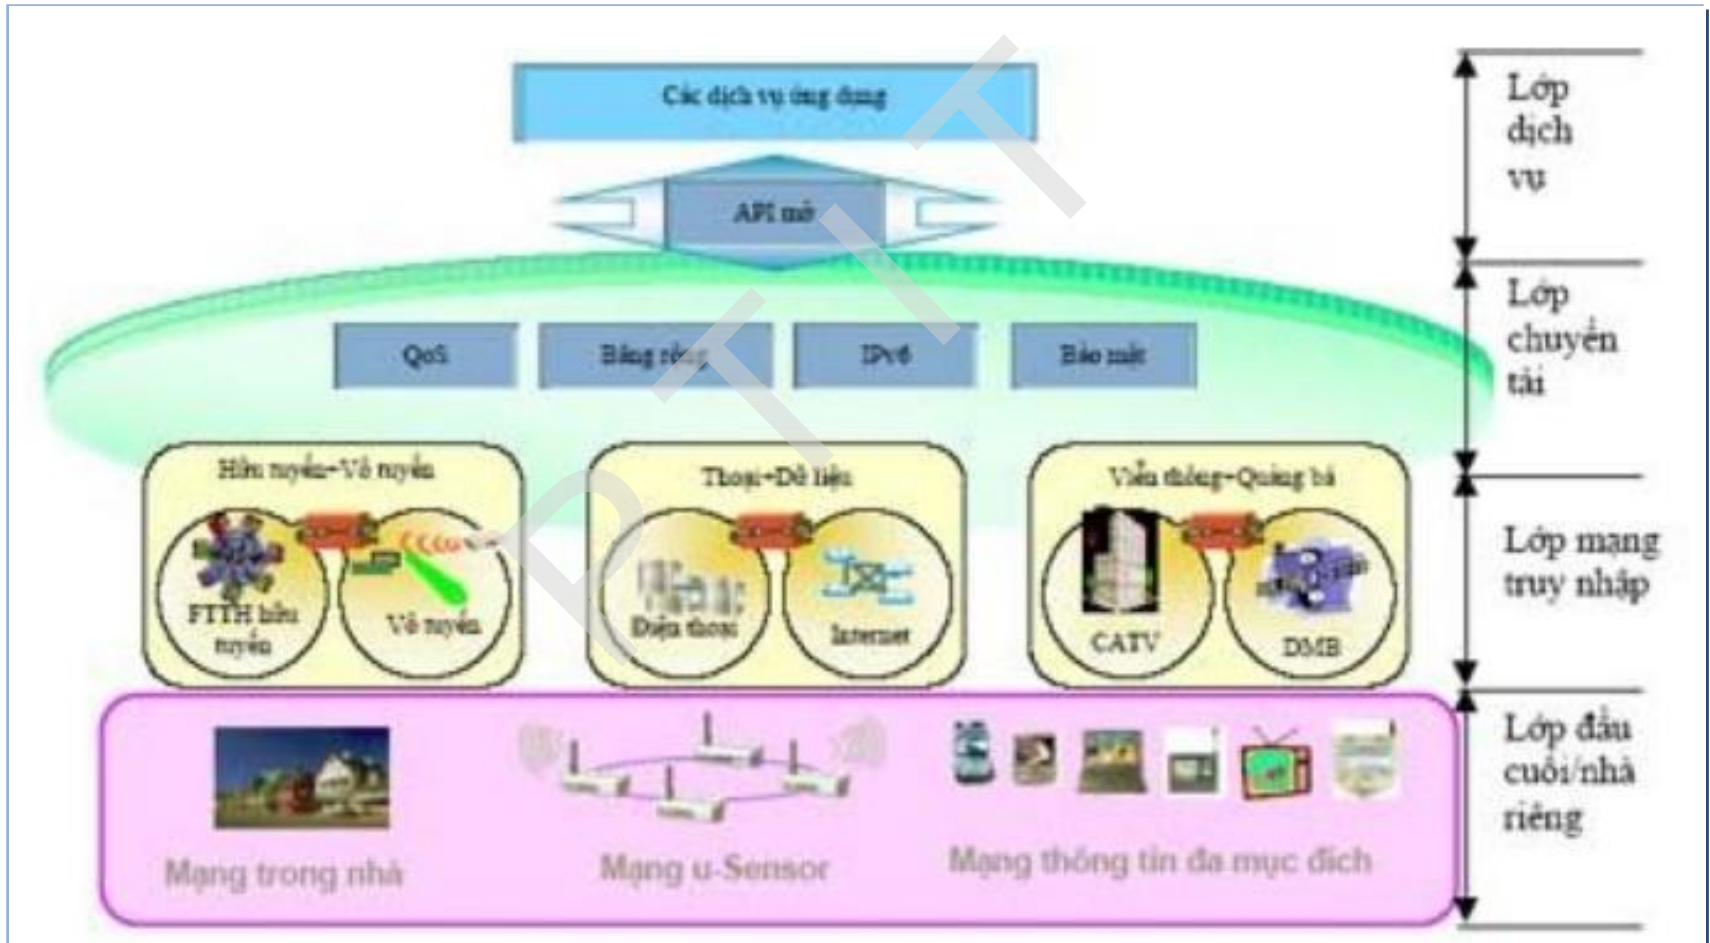 Các dịch vụ ứng dụng
Lớp
dịch
vụ
API mở
Lớp
chuyển
tải
QoS
Băng rộng
IPv6
Bảo mật
Hữu tuyến+Vô tuyến
Thoại+Dữ liệu
Viễn thông+Quảng bá
Lớp mạng
truy nhập
FTTH hữu
tuyến
Vô tuyến
Điện thoại
Internet
CATV
DMB
Lớp đầu
cuối/nhà
riêng
Mạng trong nhà
Mạng u-Sensor
Mạng thông tin đa mục đích
PTIT